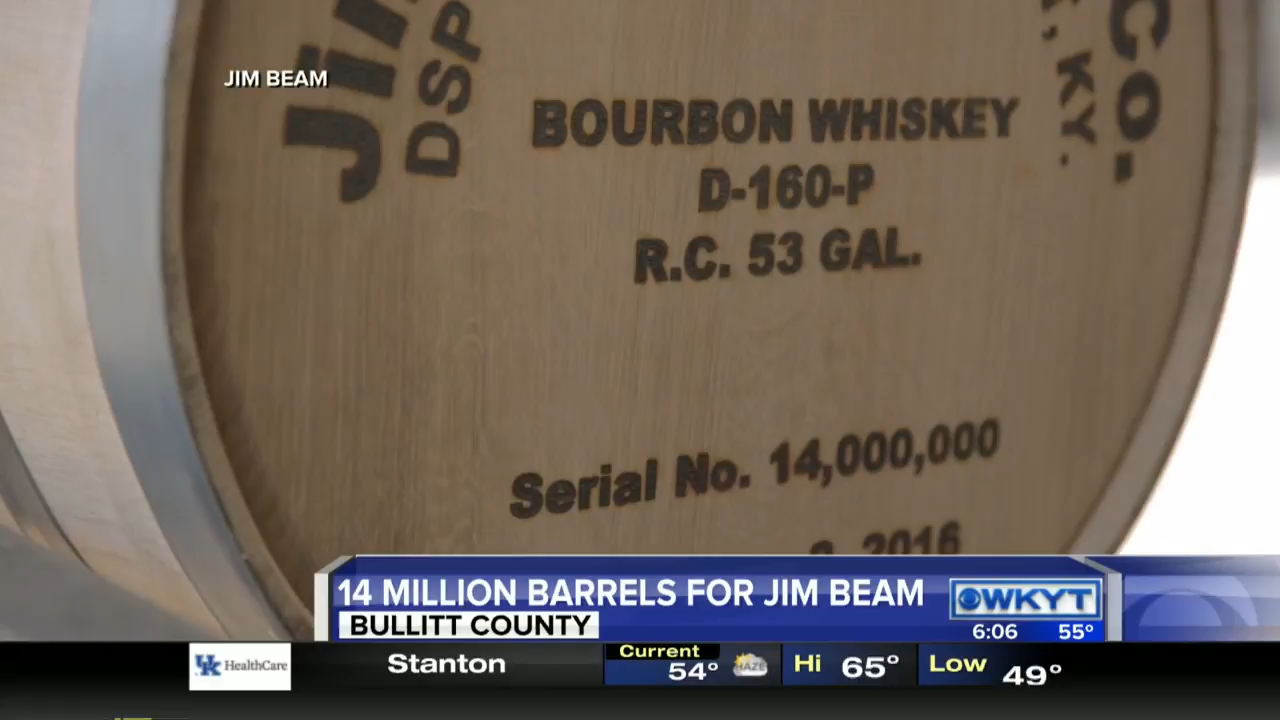 JIM BEAM
DSP
CO.
KY.
BOURBON WHISKEY
D-160-P
R.C. 53 GAL.
Serial No. 14,000,000
2016
14 MILLION BARRELS FOR JIM BEAM
BULLITT COUNTY
WKYT
6:06 55°
UK HealthCare
Stanton
Current
54°
HAZE
Hi 65°
Low 49°